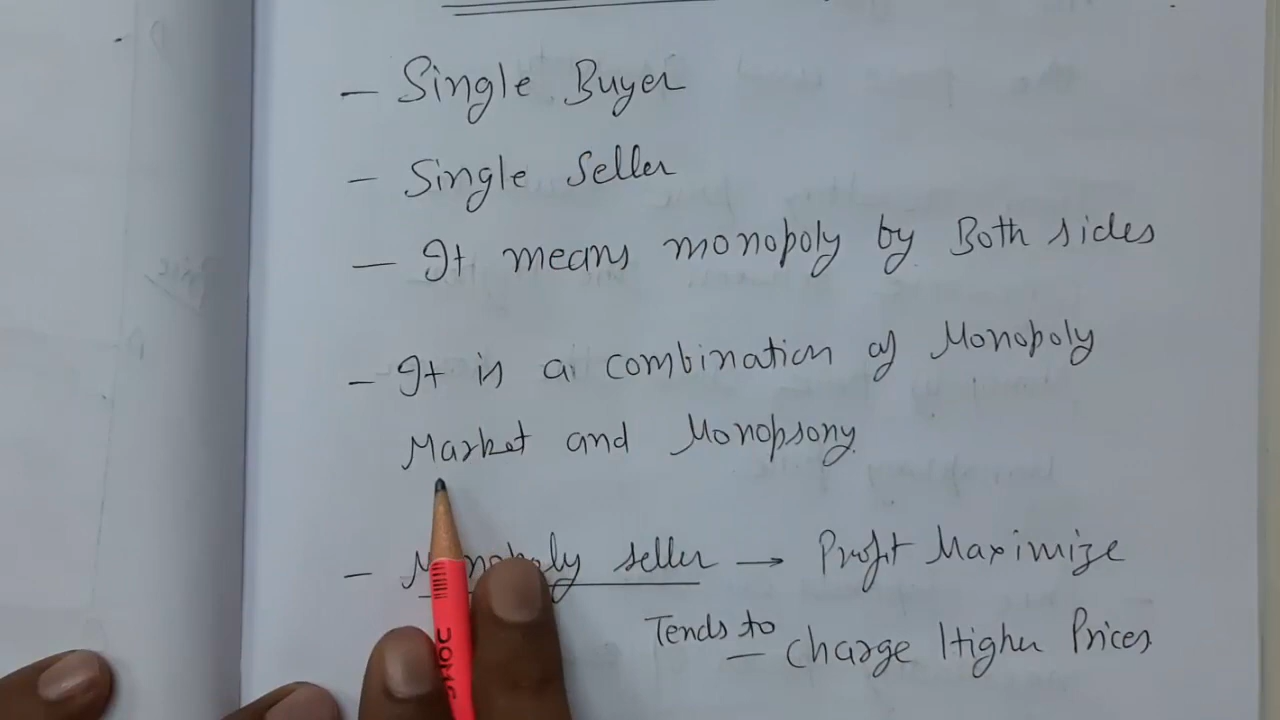 - Single Buyer
- Single Seller
- It means monopoly by Both sides
- It is a combination of Monopoly
Market and Monopsony.
- Monopoly seller → Profit Maximize
Tends to
- charge Higher Prices